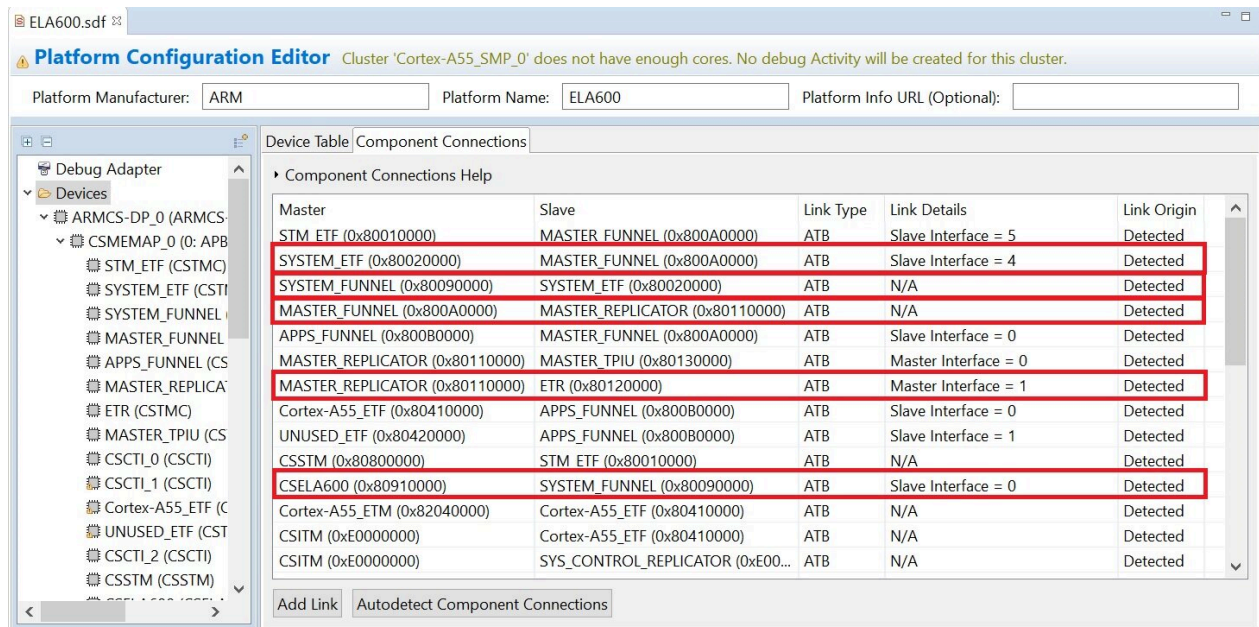 ELA600.sdf
Platform Configuration Editor Cluster 'Cortex-A55_SMP_0' does not have enough cores. No debug Activity will be created for this cluster.
Platform Manufacturer: ARM Platform Name: ELA600 Platform Info URL (Optional):
Device Table Component Connections
Debug Adapter
Devices
ARMCS-DP_0 (ARMCS-
CSMEMAP_0 (0: APB
STM_ETF (CSTMC)
SYSTEM_ETF (CSTM
SYSTEM_FUNNEL (
MASTER_FUNNEL
APPS_FUNNEL (CS
MASTER_REPLICAT
ETR (CSTMC)
MASTER_TPIU (CS
CSCTI_0 (CSCTI)
CSCTI_1 (CSCTI)
Cortex-A55_ETF (C
UNUSED_ETF (CST
CSCTI_2 (CSCTI)
CSSTM (CSSTM)
Component Connections Help
Master Slave Link Type Link Details Link Origin
STM_ETF (0x80010000) MASTER_FUNNEL (0x800A0000) ATB Slave Interface = 5 Detected
SYSTEM_ETF (0x80020000) MASTER_FUNNEL (0x800A0000) ATB Slave Interface = 4 Detected
SYSTEM_FUNNEL (0x80090000) SYSTEM_ETF (0x80020000) ATB N/A Detected
MASTER_FUNNEL (0x800A0000) MASTER_REPLICATOR (0x80110000) ATB N/A Detected
APPS_FUNNEL (0x800B0000) MASTER_FUNNEL (0x800A0000) ATB Slave Interface = 0 Detected
MASTER_REPLICATOR (0x80110000) MASTER_TPIU (0x80130000) ATB Master Interface = 0 Detected
MASTER_REPLICATOR (0x80110000) ETR (0x80120000) ATB Master Interface = 1 Detected
Cortex-A55_ETF (0x80410000) APPS_FUNNEL (0x800B0000) ATB Slave Interface = 0 Detected
UNUSED_ETF (0x80420000) APPS_FUNNEL (0x800B0000) ATB Slave Interface = 1 Detected
CSSTM (0x80800000) STM_ETF (0x80010000) ATB N/A Detected
CSELA600 (0x80910000) SYSTEM_FUNNEL (0x80090000) ATB Slave Interface = 0 Detected
Cortex-A55_ETM (0x82040000) Cortex-A55_ETF (0x80410000) ATB N/A Detected
CSITM (0xE0000000) Cortex-A55_ETF (0x80410000) ATB N/A Detected
CSITM (0xE0000000) SYS_CONTROL_REPLICATOR (0xE00... ATB N/A Detected
Add Link Autodetect Component Connections